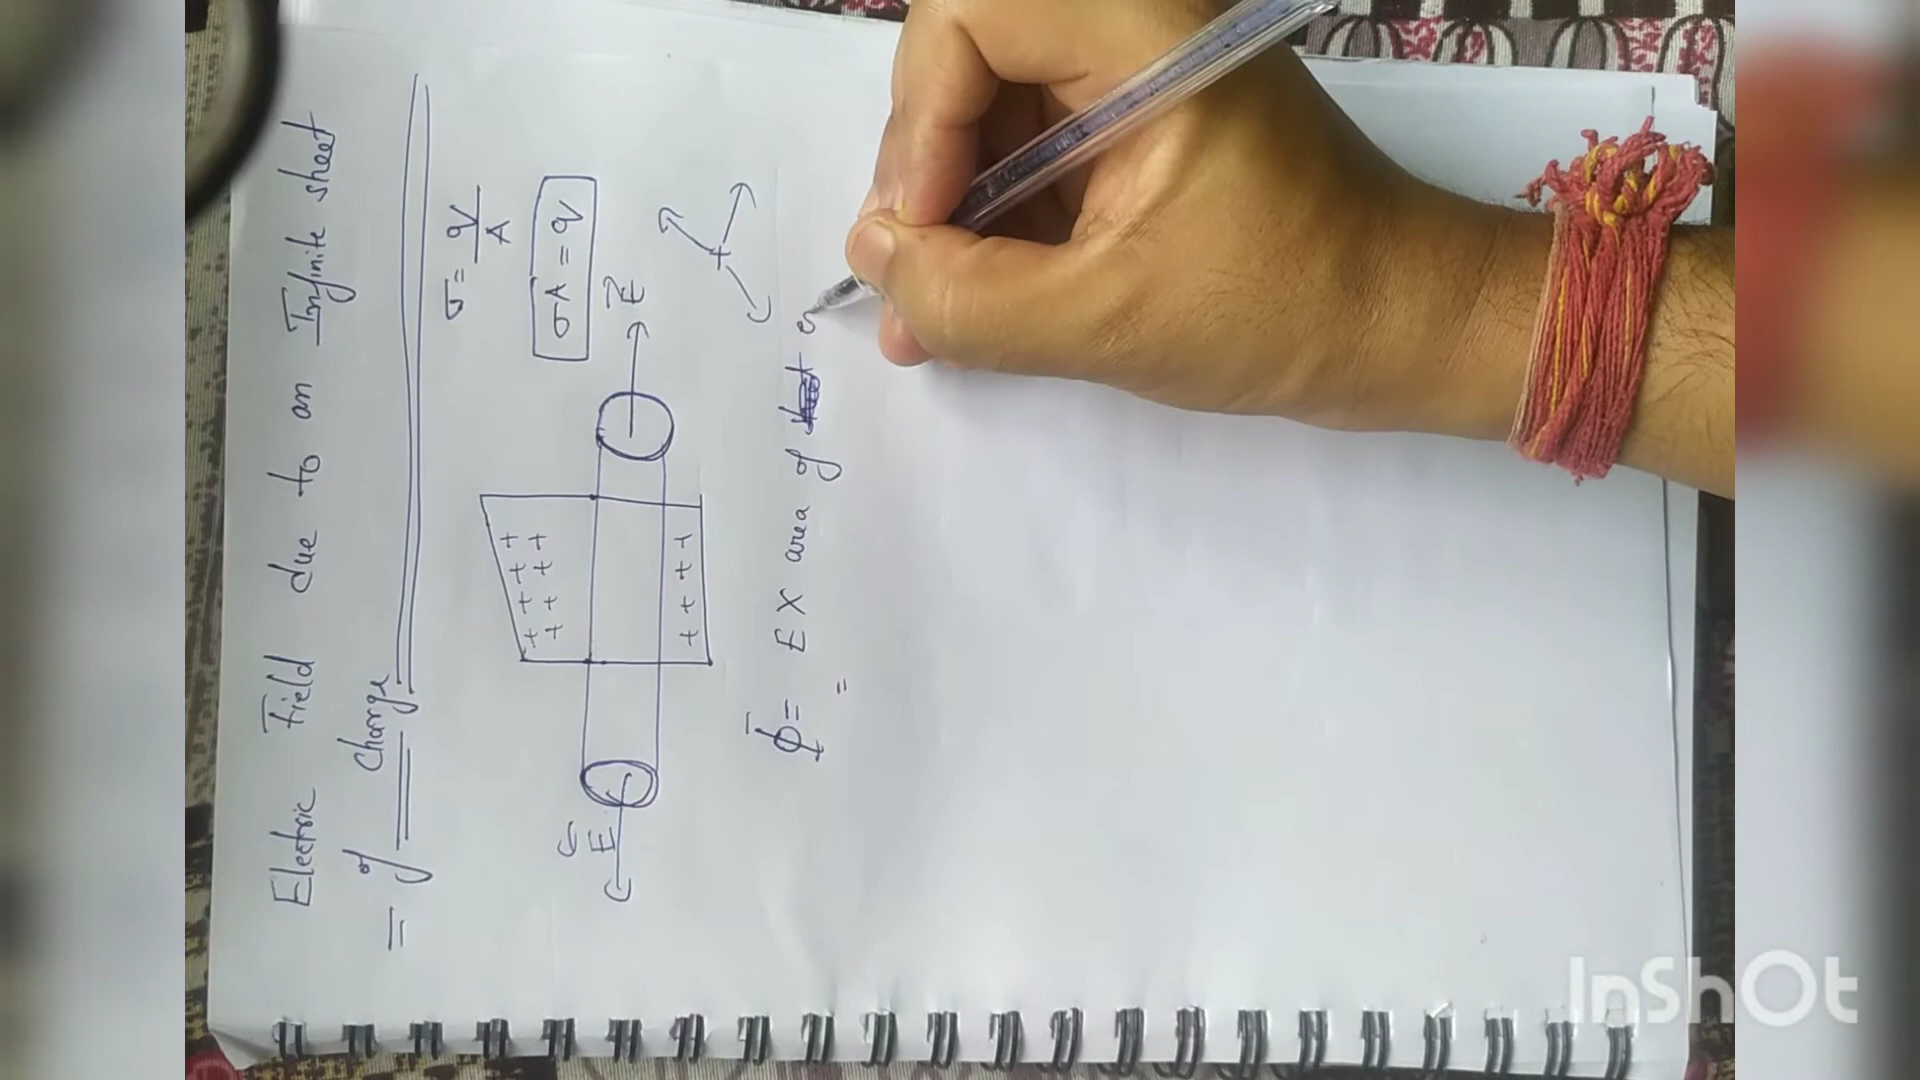 Electric Field due to an Infinite sheet
= of charge
σ = q/A
σA = q
E
E
+ + + +
+ + + +
+ + + +
+
ϕ = E X area of
=
InShOt